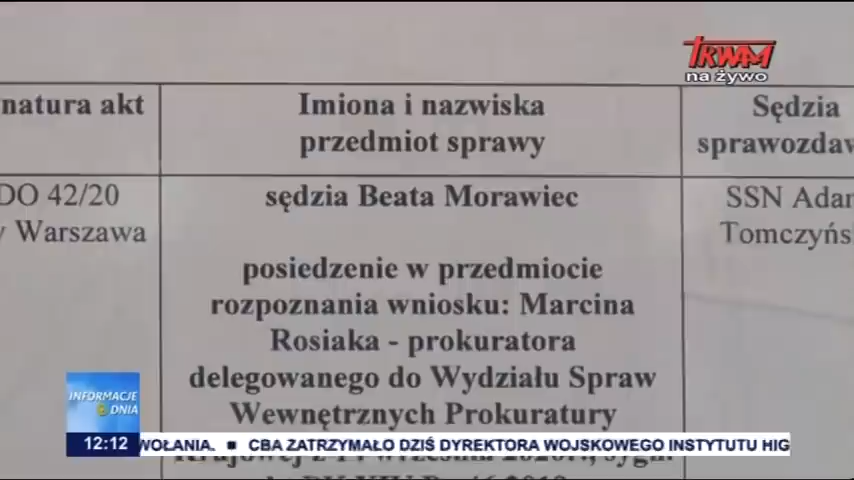 TRWAM
na żywo
natura akt
Imiona i nazwiska
przedmiot sprawy
Sędzia
sprawozdaw
DO 42/20
Warszawa
sędzia Beata Morawiec
SSN Adam
Tomczyńs
posiedzenie w przedmiocie
rozpoznania wniosku: Marcina
Rosiaka - prokuratora
delegowanego do Wydziału Spraw
Wewnętrznych Prokuratury
INFORMACJE
DNIA
12:12
WOŁANIA. ■ CBA ZATRZYMAŁO DZIŚ DYREKTORA WOJSKOWEGO INSTYTUTU HIG